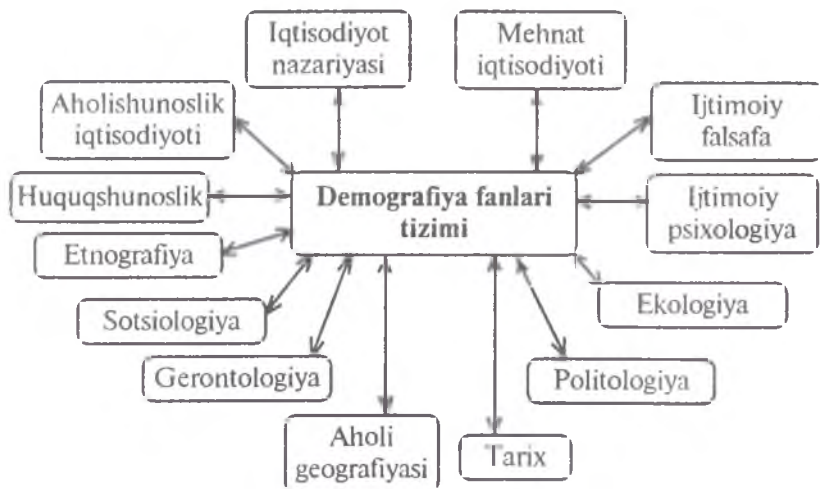 Iqtisodiyot
nazariyasi
Mehnat
iqtisodiyoti
Aholishunoslik
iqtisodiyoti
Ijtimoiy
falsafa
Huquqshunoslik
Demografiya fanlari
tizimi
Ijtimoiy
psixologiya
Etnografiya
Ekologiya
Sotsiologiya
Gerontologiya
Politologiya
Aholi
geografiyasi
Tarix